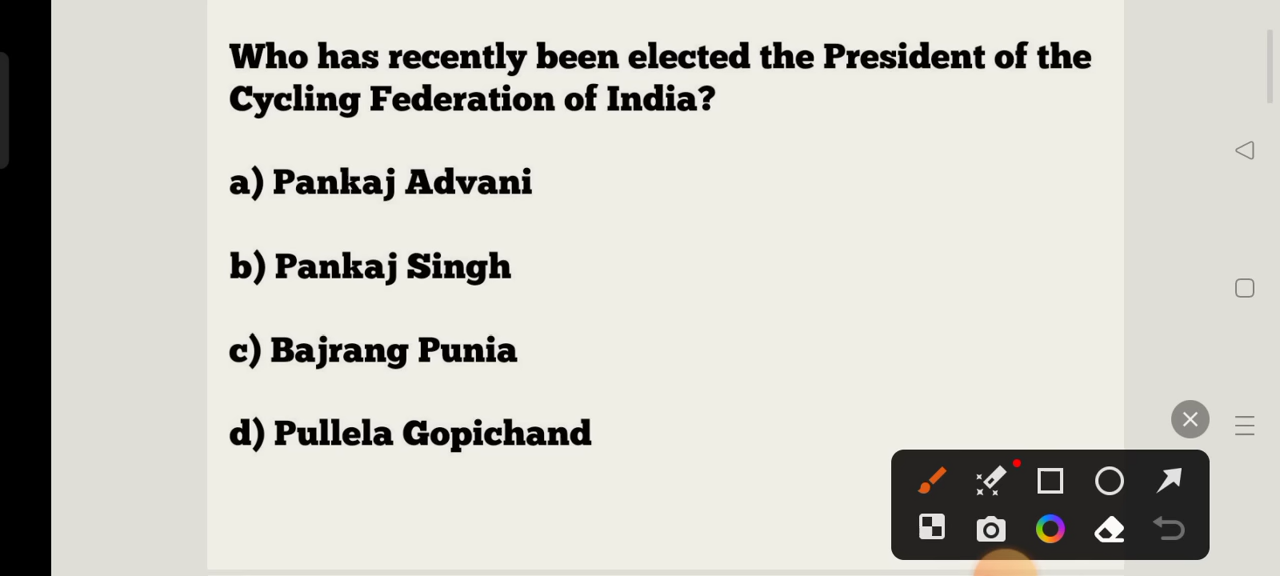 Who has recently been elected the President of the
Cycling Federation of India?
a) Pankaj Advani
b) Pankaj Singh
c) Bajrang Punia
d) Pullela Gopichand